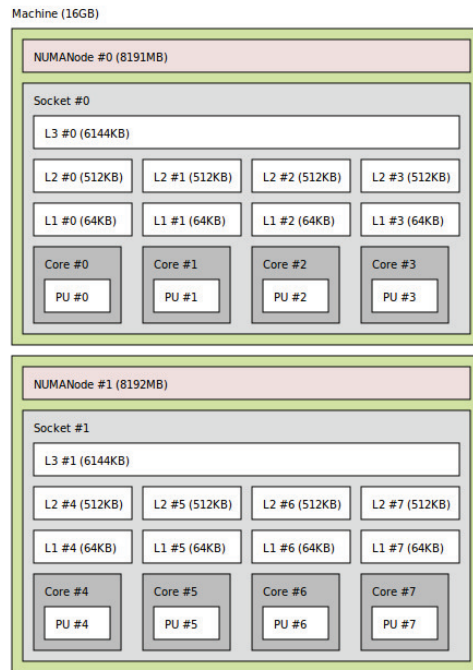 Machine (16GB)
NUMANode #0 (8191MB)
Socket #0
L3 #0 (6144KB)
L2 #0 (512KB) L2 #1 (512KB) L2 #2 (512KB) L2 #3 (512KB)
L1 #0 (64KB) L1 #1 (64KB) L1 #2 (64KB) L1 #3 (64KB)
Core #0 Core #1 Core #2 Core #3
PU #0 PU #1 PU #2 PU #3
NUMANode #1 (8192MB)
Socket #1
L3 #1 (6144KB)
L2 #4 (512KB) L2 #5 (512KB) L2 #6 (512KB) L2 #7 (512KB)
L1 #4 (64KB) L1 #5 (64KB) L1 #6 (64KB) L1 #7 (64KB)
Core #4 Core #5 Core #6 Core #7
PU #4 PU #5 PU #6 PU #7